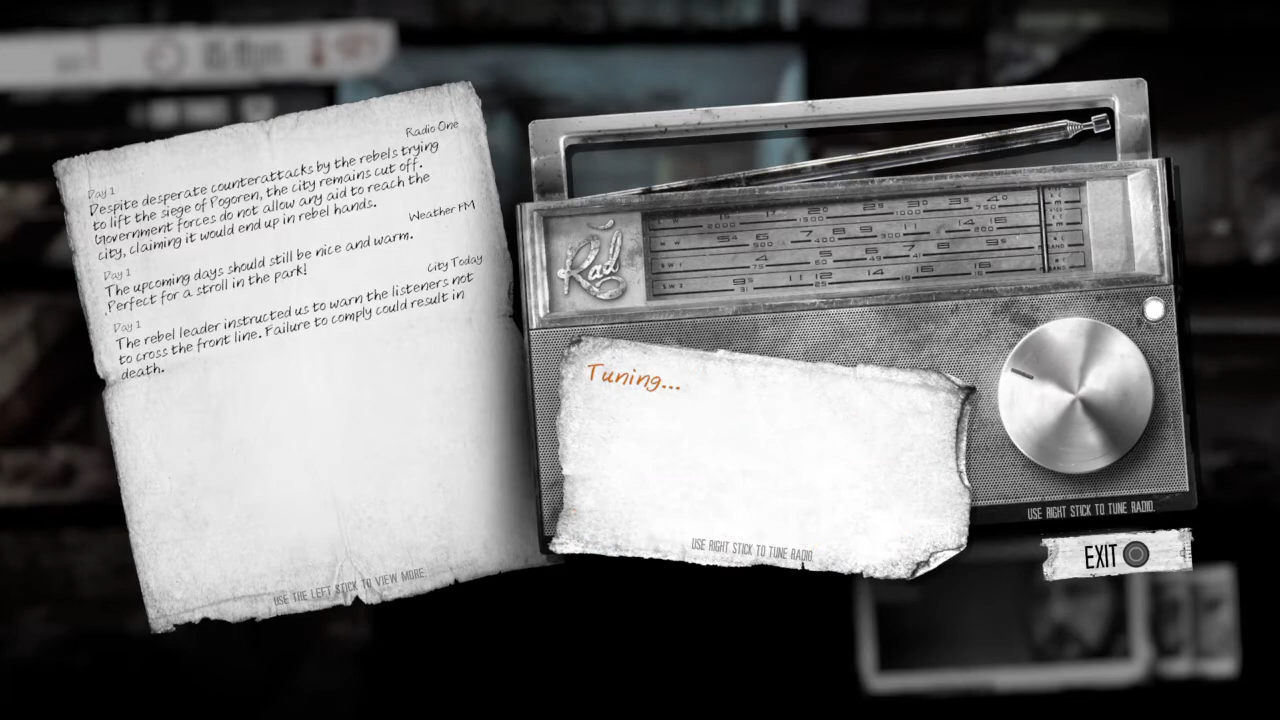 Radio One
Day 1
Despite desperate counterattacks by the rebels trying
to lift the siege of Pogoren, the city remains cut off.
Government forces do not allow any aid to reach the
city, claiming it would end up in rebel hands.
Weather FM
Day 1
The upcoming days should still be nice and warm.
Perfect for a stroll in the park!
City Today
Day 1
The rebel leader instructed us to warn the listeners not
to cross the front line. Failure to comply could result in
death.
USE THE LEFT STICK TO VIEW MORE.
Rad
Tuning...
USE RIGHT STICK TO TUNE RADIO.
USE RIGHT STICK TO TUNE RADIO.
EXIT